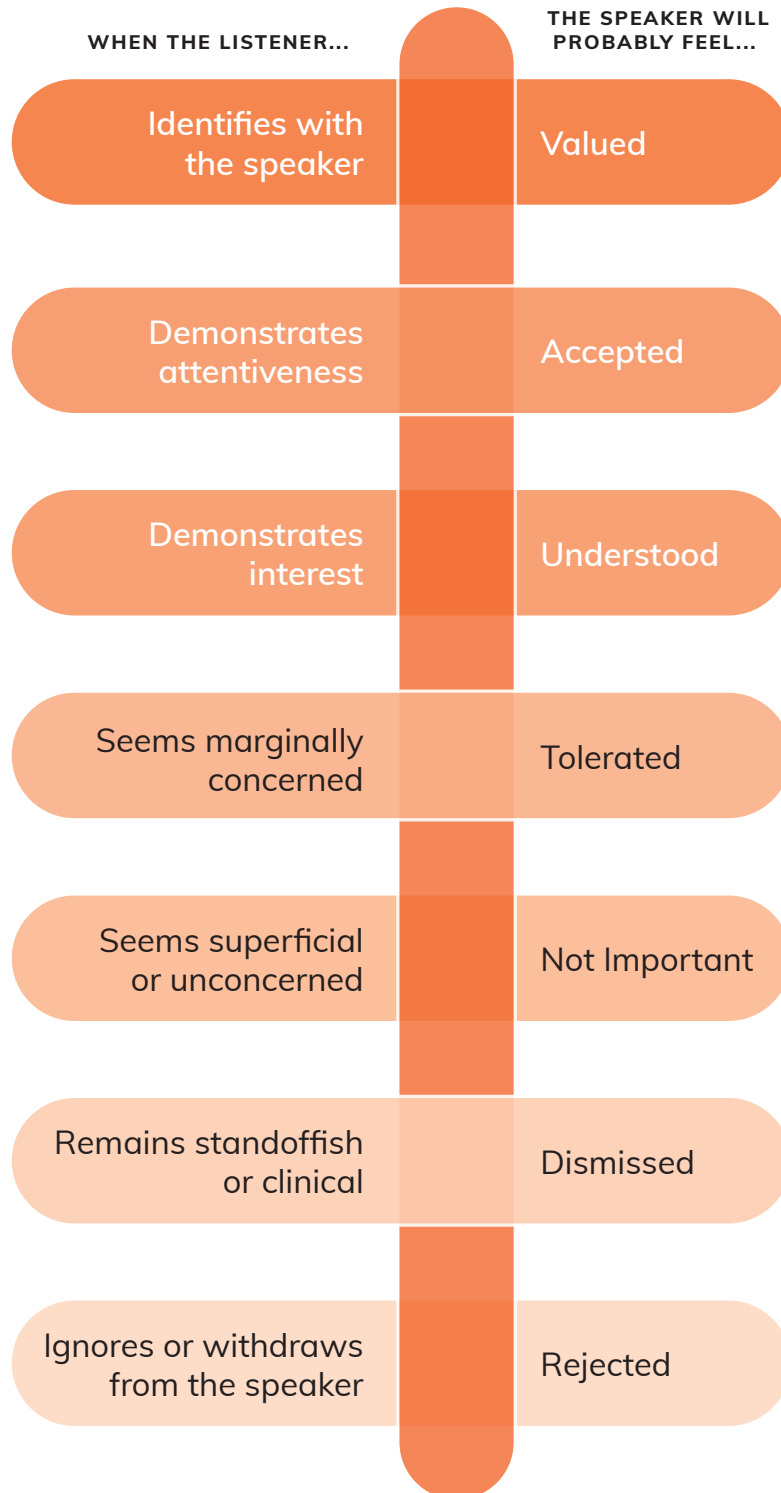 WHEN THE LISTENER...
THE SPEAKER WILL
PROBABLY FEEL...
Identifies with
the speaker
Valued
Demonstrates
attentiveness
Accepted
Demonstrates
interest
Understood
Seems marginally
concerned
Tolerated
Seems superficial
or unconcerned
Not Important
Remains standoffish
or clinical
Dismissed
Ignores or withdraws
from the speaker
Rejected